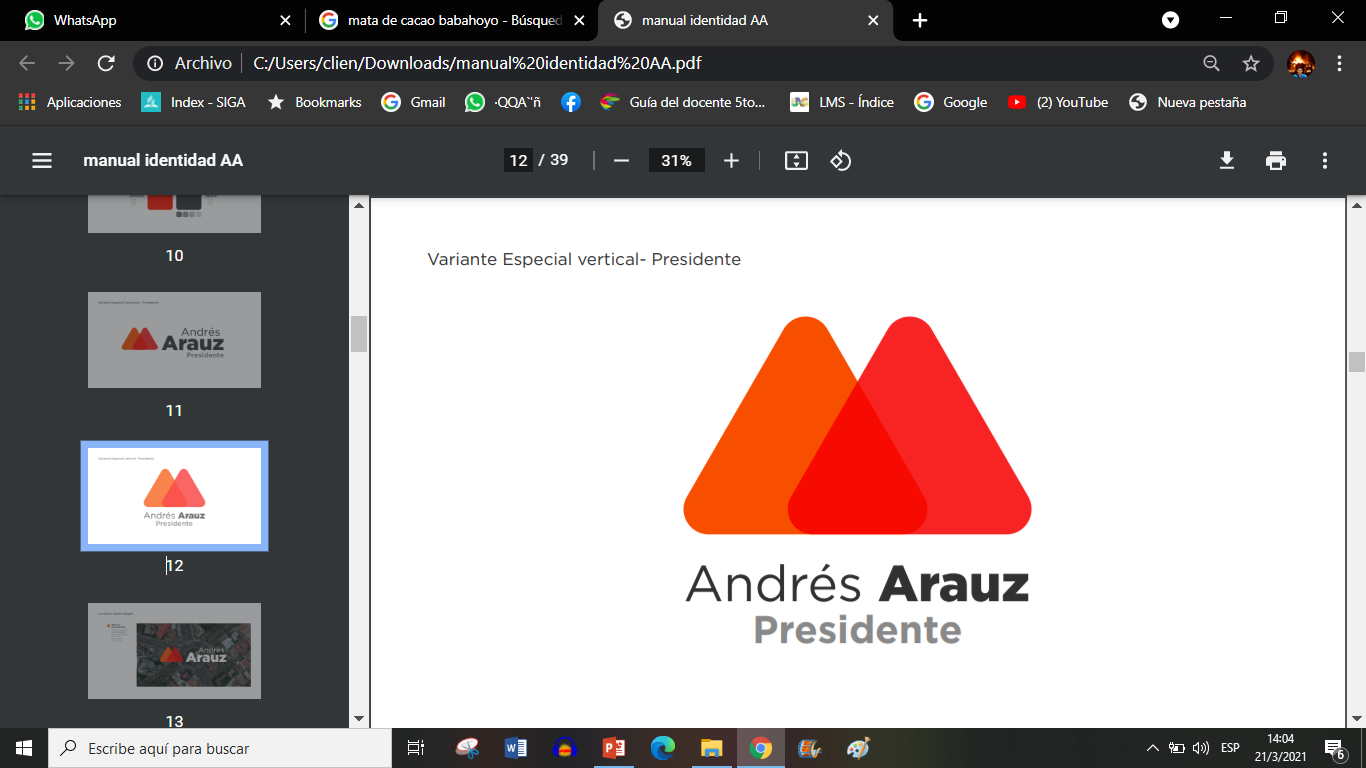 WhatsApp
mata de cacao babahoyo - Búsqued
manual identidad AA
Archivo
C:/Users/clien/Downloads/manual%20identidad%20AA.pdf
Aplicaciones
Index - SIGA
Bookmarks
Gmail
·QQA`'ñ
Guía del docente 5to...
LMS - Índice
Google
(2) YouTube
Nueva pestaña
manual identidad AA
12 / 39
31%
10
Andrés
Arauz
Presidente
11
Andrés Arauz
Presidente
12
Andrés
Arauz
13
Variante Especial vertical- Presidente
Andrés Arauz
Presidente
Escribe aquí para buscar
ESP
14:04
21/3/2021
6